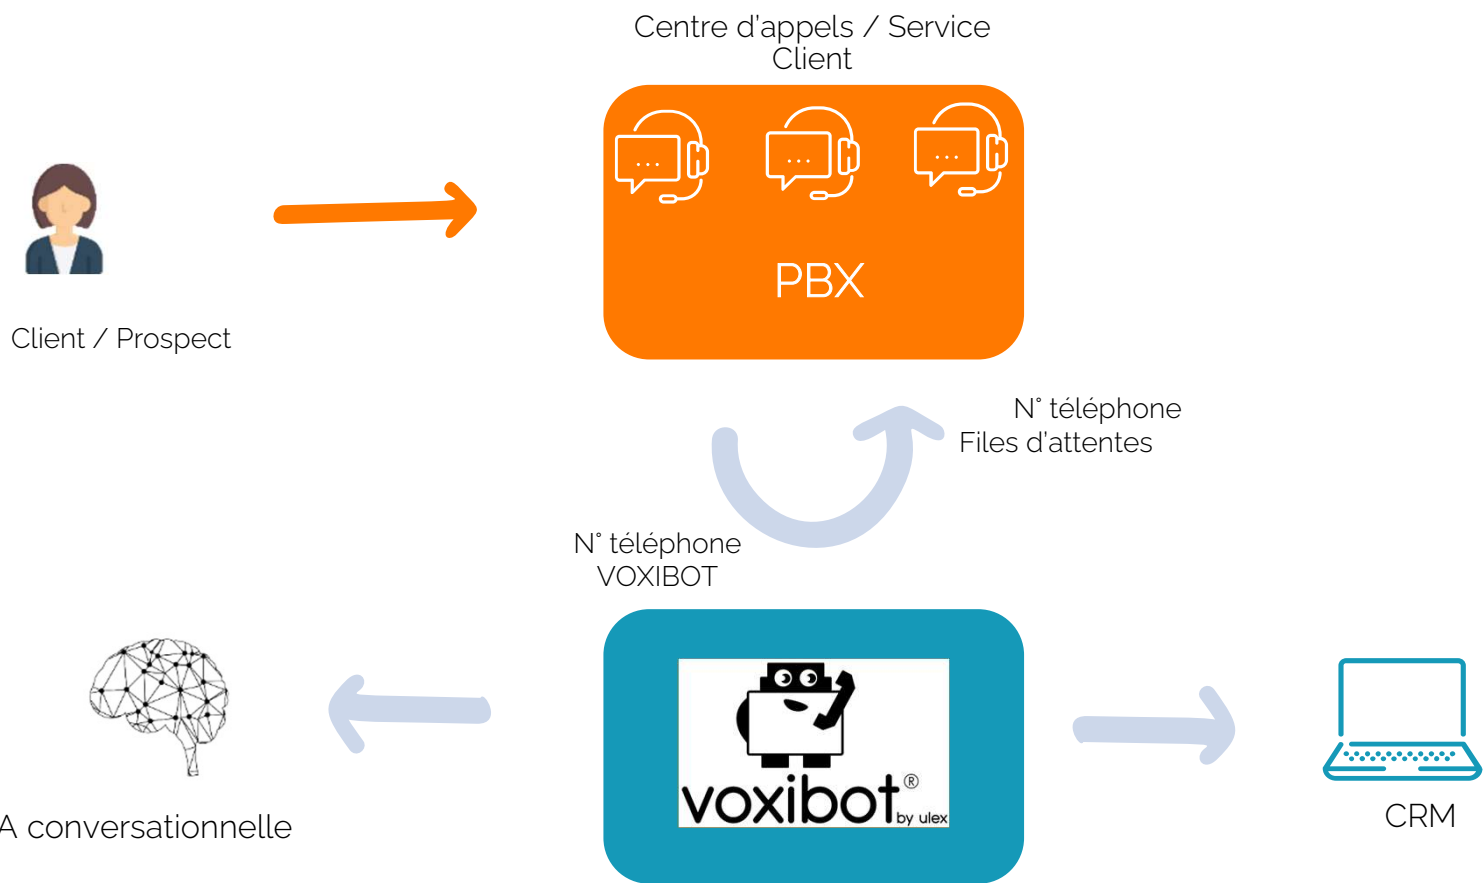 Centre d'appels / Service
Client
PBX
Client / Prospect
N° téléphone
Files d'attentes
N° téléphone
VOXIBOT
voxibot®
by ulex
A conversationnelle
CRM